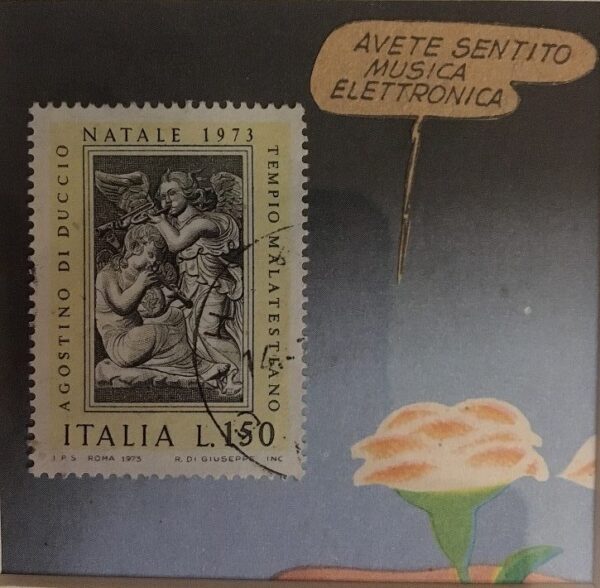 AVETE SENTITO
MUSICA
ELETTRONICA
NATALE 1973
AGOSTINO DI DUCCIO
TEMPIO MALATESTIANO
ITALIA L.150
I.P.S. ROMA 1973 R. DI GIUSEPPE INC